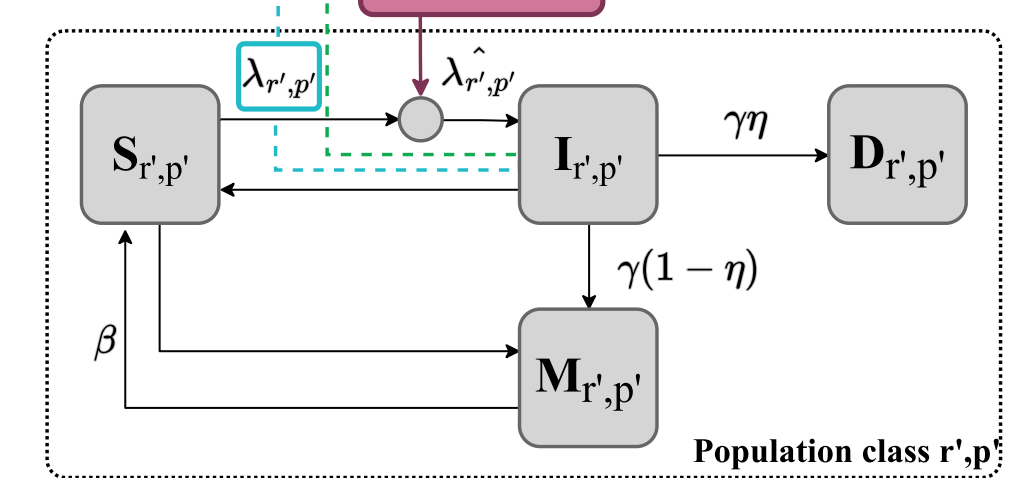 λr',p'
λ̂r',p'
Sr',p'
Ir',p'
γη
Dr',p'
γ(1 − η)
β
Mr',p'
Population class r',p'